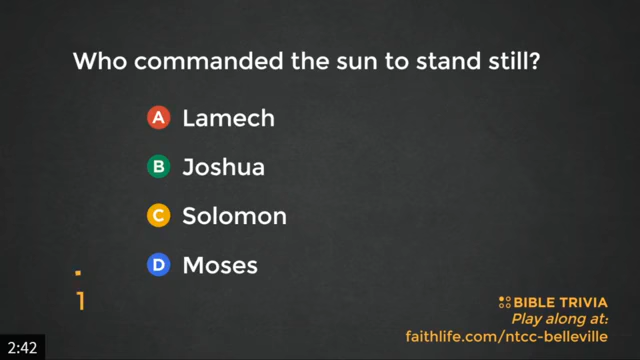 Who commanded the sun to stand still?
A Lamech
B Joshua
C Solomon
D Moses
1
BIBLE TRIVIA
Play along at:
faithlife.com/ntcc-belleville
2:42